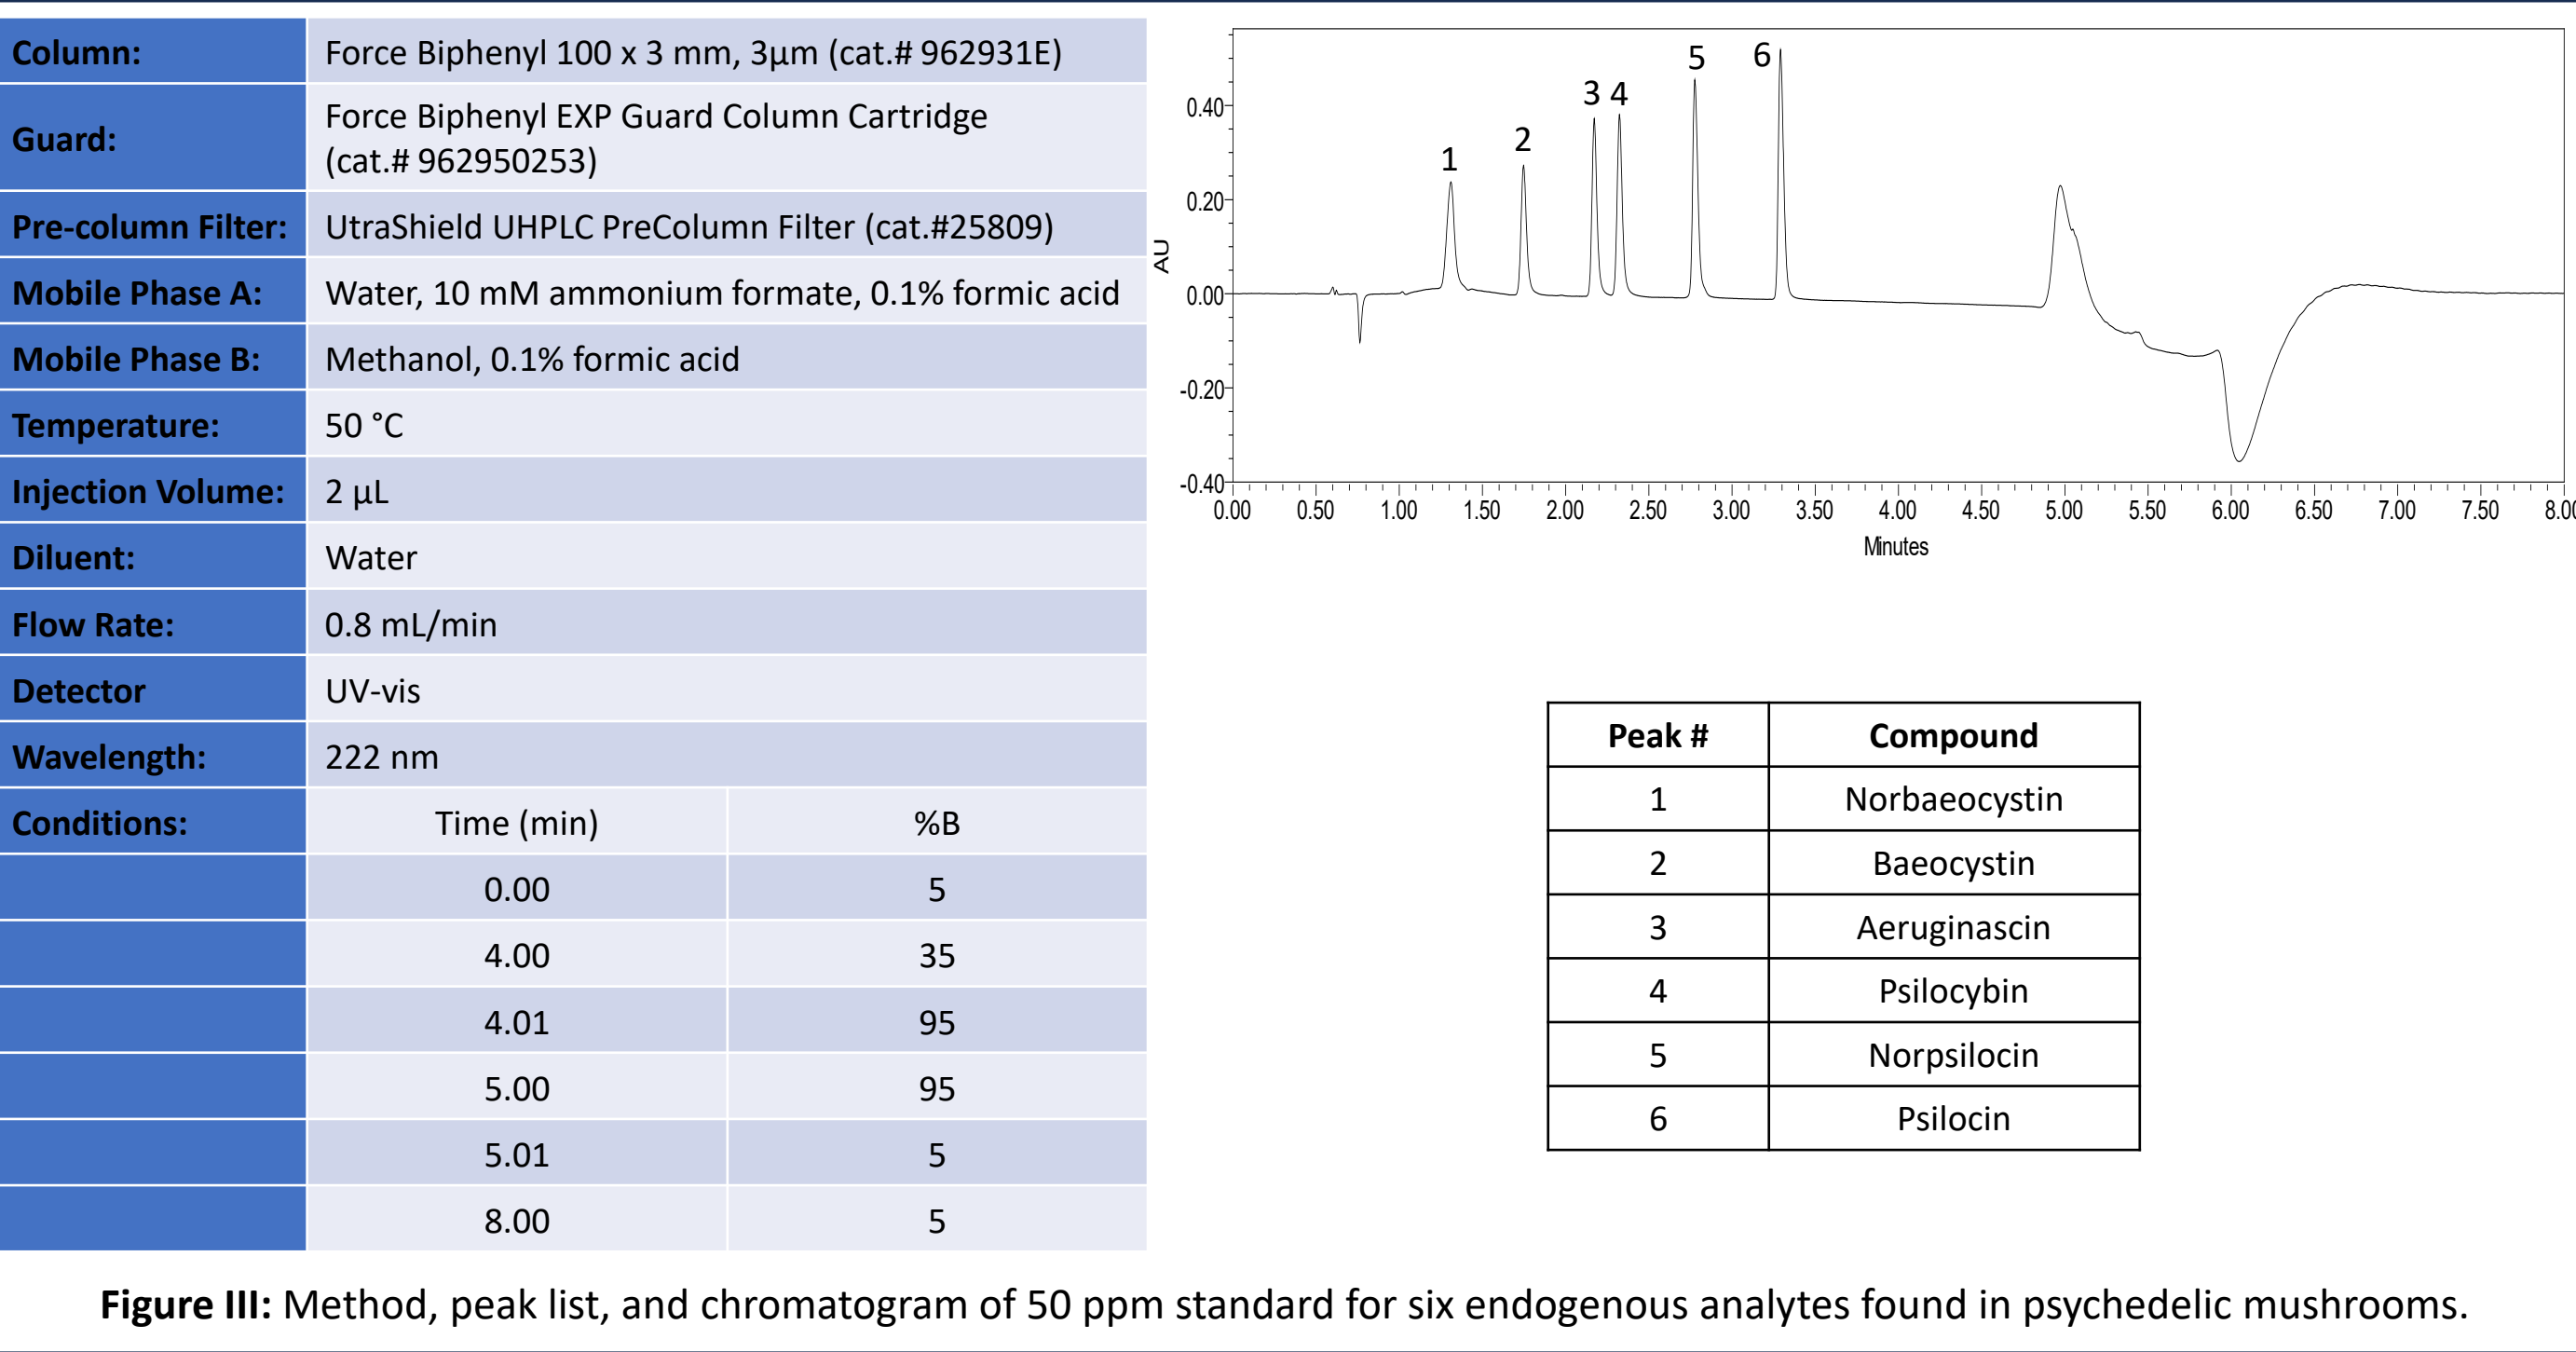 Column: Force Biphenyl 100 x 3 mm, 3µm (cat.# 962931E)
Guard: Force Biphenyl EXP Guard Column Cartridge
(cat.# 962950253)
Pre-column Filter: UtraShield UHPLC PreColumn Filter (cat.#25809)
Mobile Phase A: Water, 10 mM ammonium formate, 0.1% formic acid
Mobile Phase B: Methanol, 0.1% formic acid
Temperature: 50 °C
Injection Volume: 2 µL
Diluent: Water
Flow Rate: 0.8 mL/min
Detector UV-vis
Wavelength: 222 nm
Conditions: Time (min) %B
0.00 5
4.00 35
4.01 95
5.00 95
5.01 5
8.00 5
1 2 3 4 5 6
AU
0.40
0.20
0.00
-0.20
-0.40
0.00 0.50 1.00 1.50 2.00 2.50 3.00 3.50 4.00 4.50 5.00 5.50 6.00 6.50 7.00 7.50 8.00
Minutes
Peak # Compound
1 Norbaeocystin
2 Baeocystin
3 Aeruginascin
4 Psilocybin
5 Norpsilocin
6 Psilocin
Figure III: Method, peak list, and chromatogram of 50 ppm standard for six endogenous analytes found in psychedelic mushrooms.